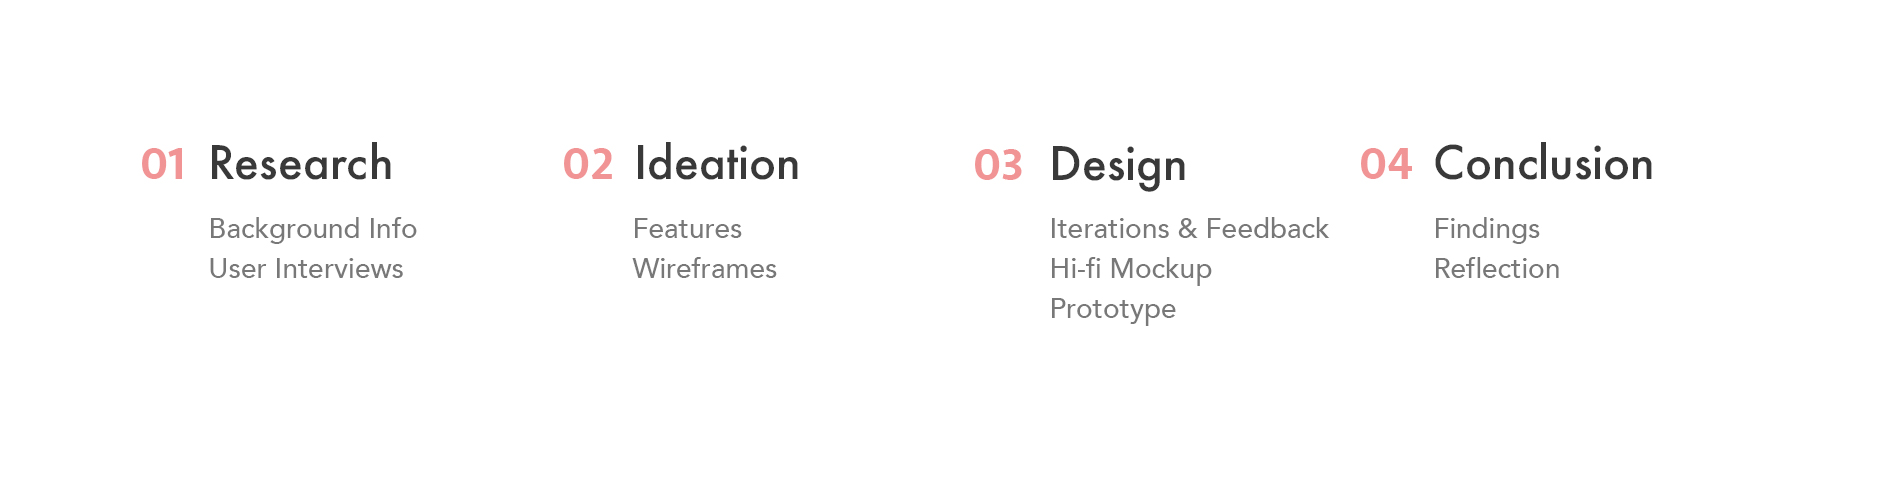 01 Research
Background Info
User Interviews
02 Ideation
Features
Wireframes
03 Design
Iterations & Feedback
Hi-fi Mockup
Prototype
04 Conclusion
Findings
Reflection